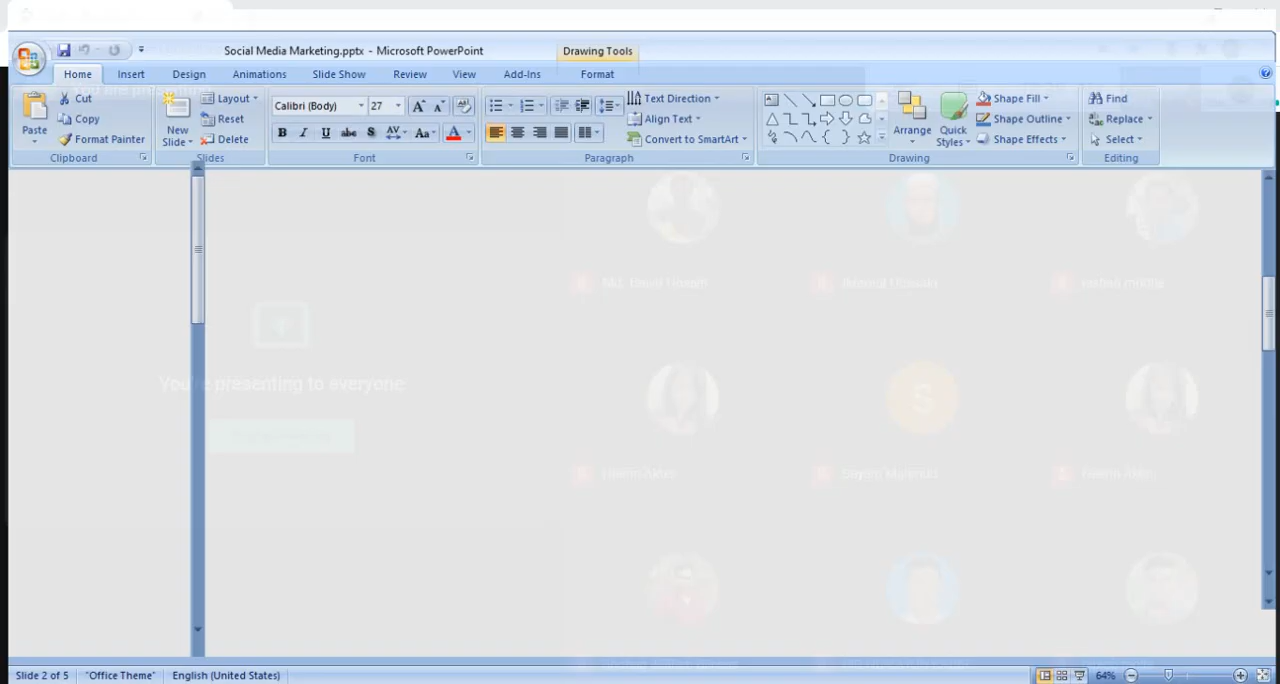 Social Media Marketing.pptx - Microsoft PowerPoint
Drawing Tools
Home Insert Design Animations Slide Show Review View Add-Ins Format
Cut Layout Calibri (Body) 27 Text Direction Shape Fill Find
Copy Reset Align Text Shape Outline Replace
Paste Format Painter New Slide Delete B I U abc S AV Aa A Convert to SmartArt Arrange Quick Styles Shape Effects Select
Clipboard Slides Font Paragraph Drawing Editing
You're presenting to everyone
S
Slide 2 of 5 "Office Theme" English (United States) 64%